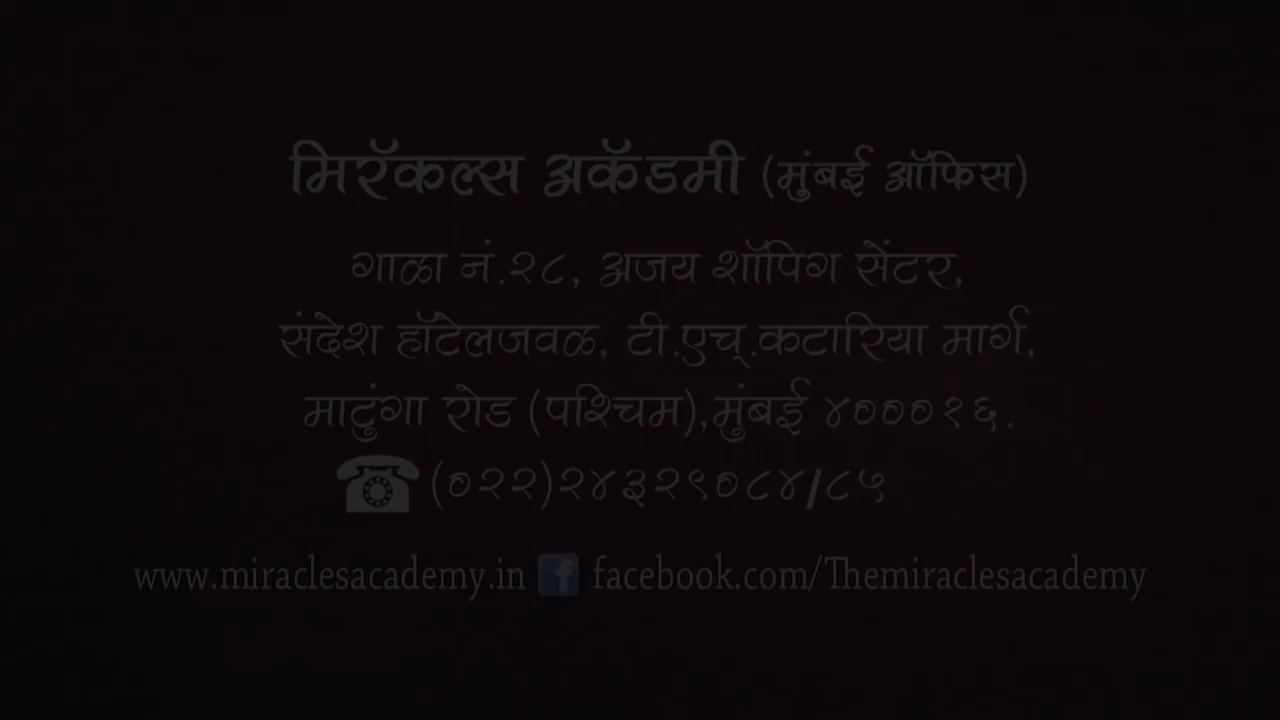 मिरॅकल्स अकॅडमी (मुंबई ऑफिस)
गाळा नं.२८, अजय शॉपिंग सेंटर,
संदेश हॉटेलजवळ, टी.एच्.कटारिया मार्ग,
माटुंगा रोड (पश्चिम),मुंबई ४०००१६.
(०२२)२४३२९०८४/८५
www.miraclesacademy.in f facebook.com/Themiraclesacademy